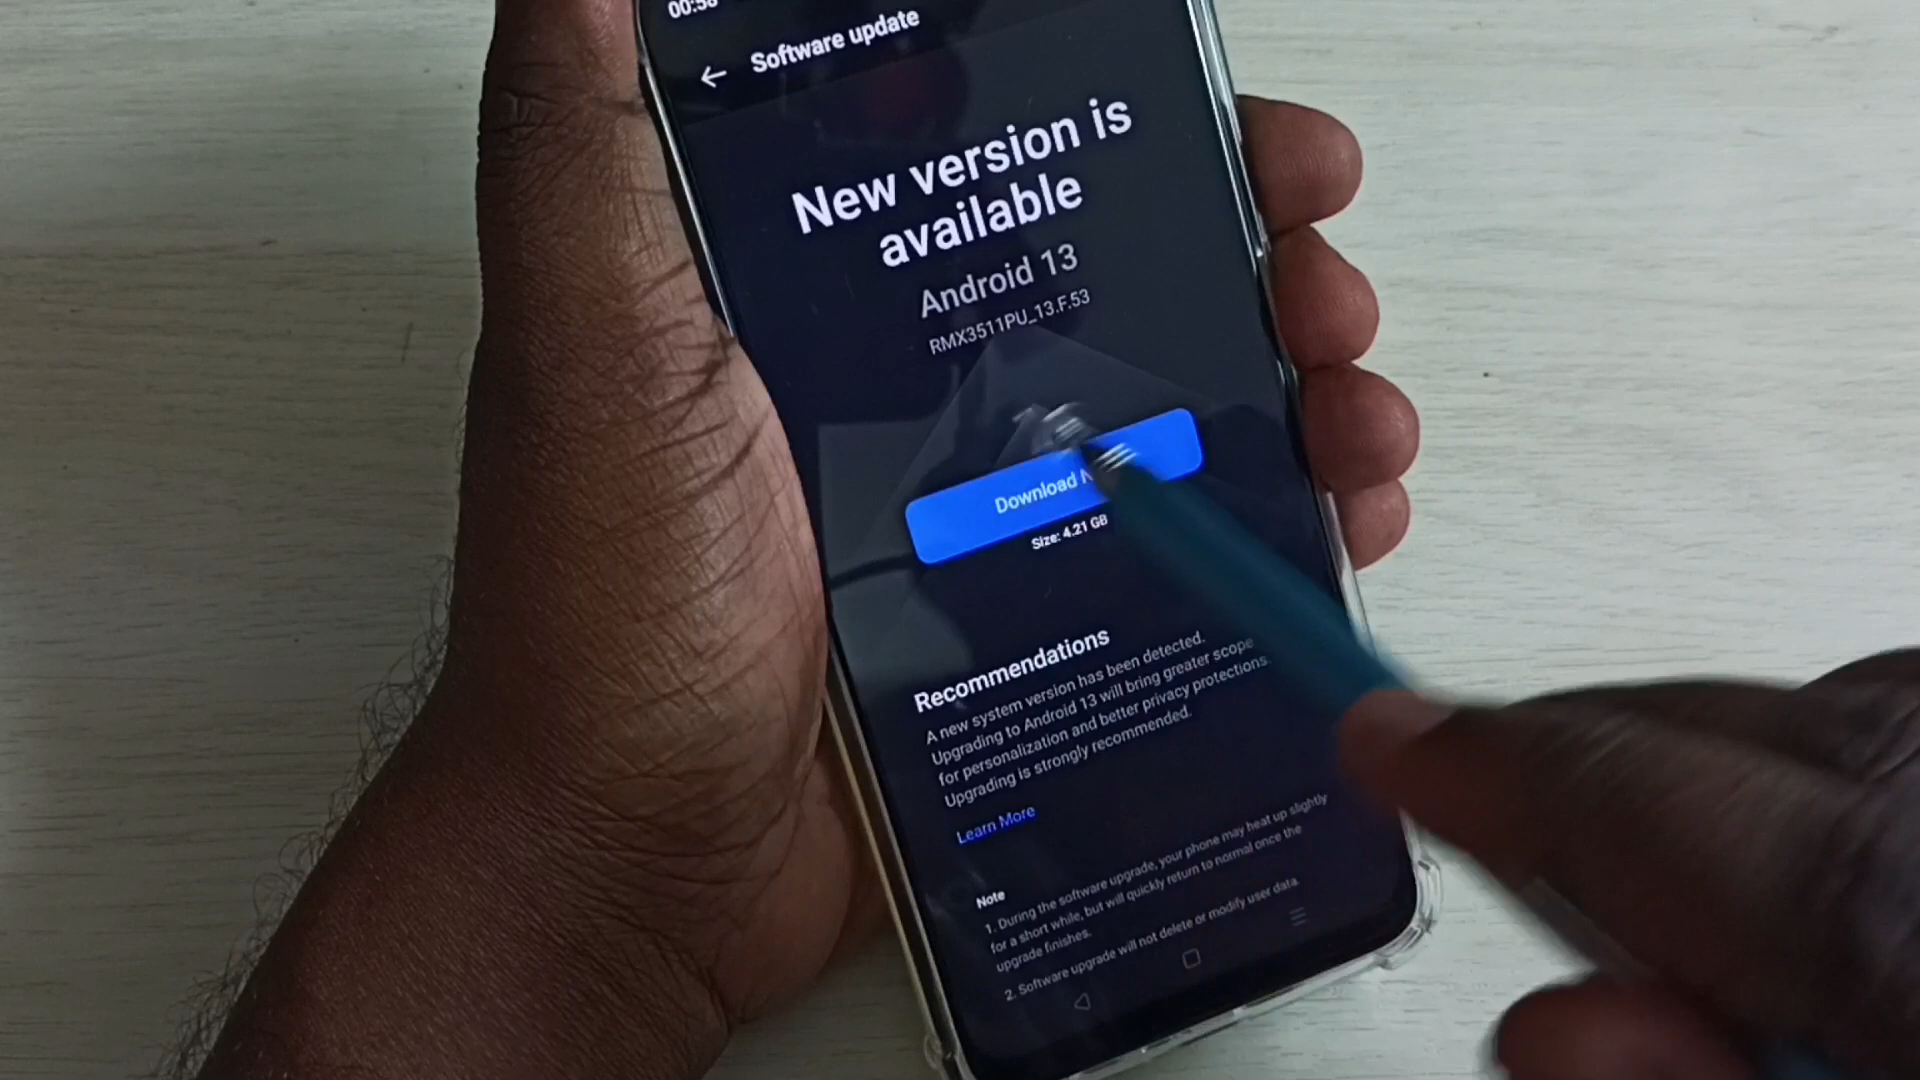 00:58
Software update
New version is
available
Android 13
RMX3511PU_13.F.53
Download N
Size: 4.21 GB
Recommendations
A new system version has been detected.
Upgrading to Android 13 will bring greater scope
for personalization and better privacy protections.
Upgrading is strongly recommended.
Learn More
Note
1. During the software upgrade, your phone may heat up slightly
for a short while, but will quickly return to normal once the
upgrade finishes.
2. Software upgrade will not delete or modify user data.